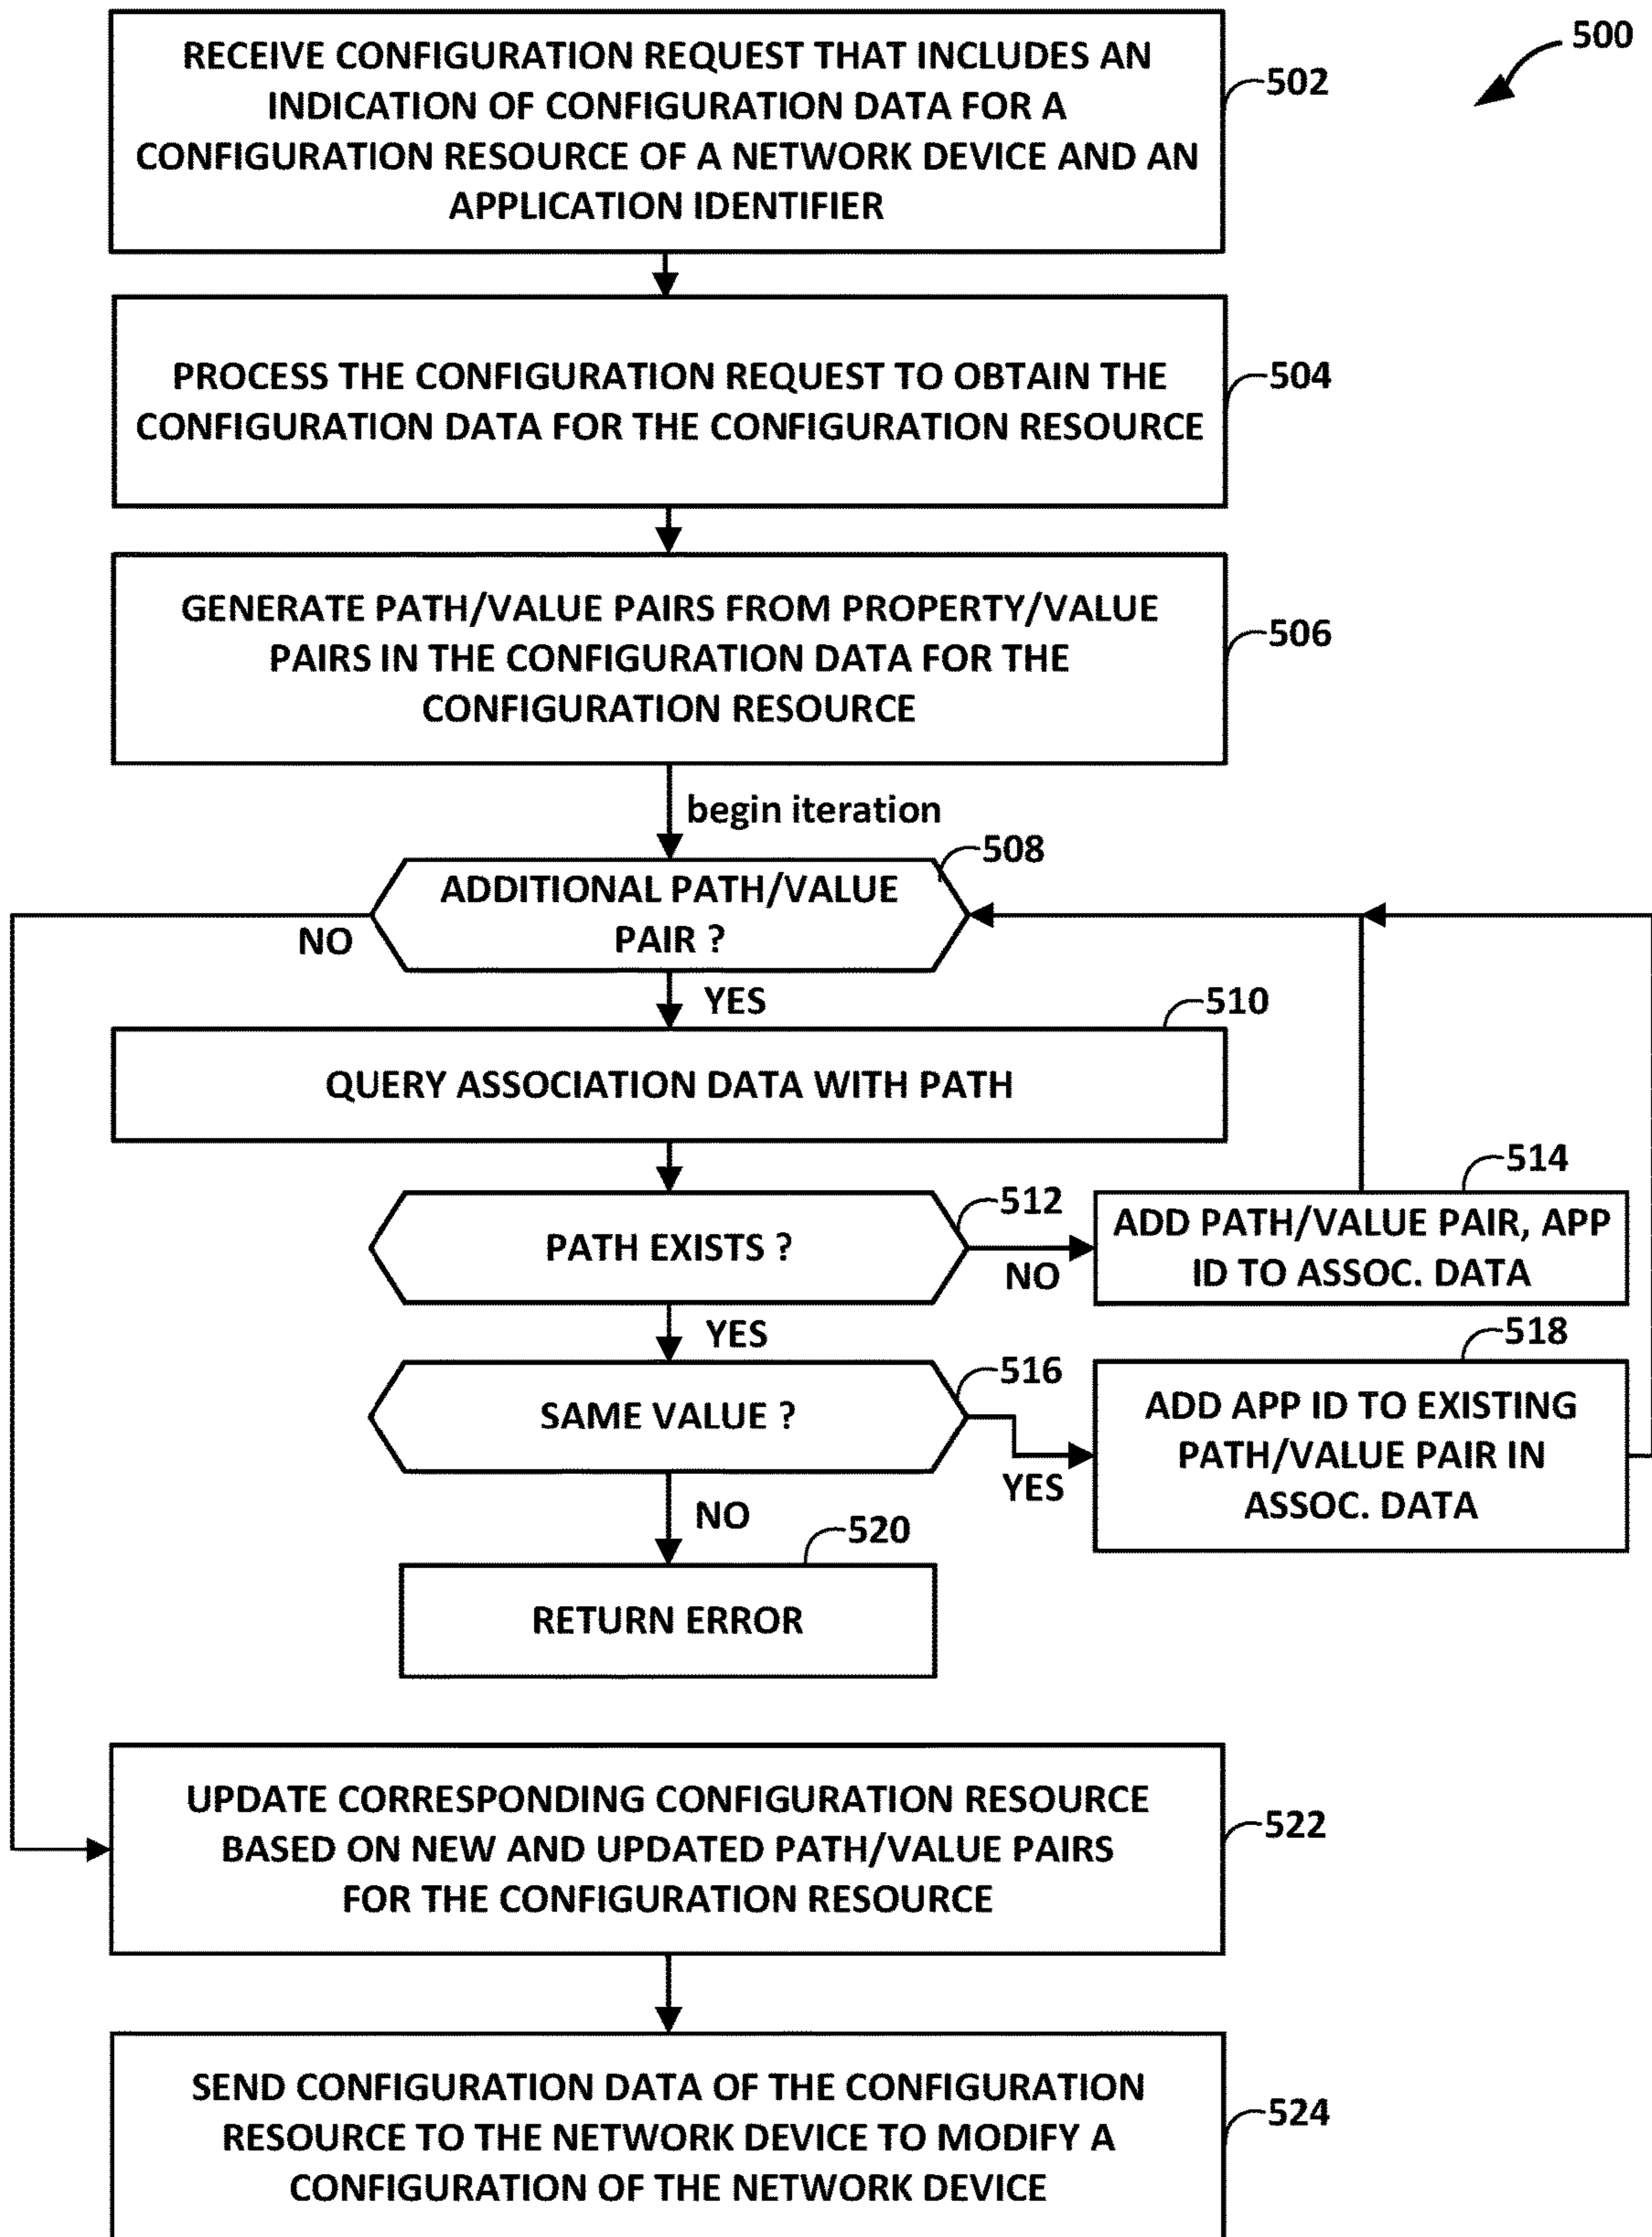 500
RECEIVE CONFIGURATION REQUEST THAT INCLUDES AN
INDICATION OF CONFIGURATION DATA FOR A
CONFIGURATION RESOURCE OF A NETWORK DEVICE AND AN
APPLICATION IDENTIFIER
502
PROCESS THE CONFIGURATION REQUEST TO OBTAIN THE
CONFIGURATION DATA FOR THE CONFIGURATION RESOURCE
504
GENERATE PATH/VALUE PAIRS FROM PROPERTY/VALUE
PAIRS IN THE CONFIGURATION DATA FOR THE
CONFIGURATION RESOURCE
506
begin iteration
508
ADDITIONAL PATH/VALUE
PAIR ?
NO
YES
510
QUERY ASSOCIATION DATA WITH PATH
512
PATH EXISTS ?
NO
514
ADD PATH/VALUE PAIR, APP
ID TO ASSOC. DATA
YES
516
SAME VALUE ?
YES
518
ADD APP ID TO EXISTING
PATH/VALUE PAIR IN
ASSOC. DATA
NO
520
RETURN ERROR
UPDATE CORRESPONDING CONFIGURATION RESOURCE
BASED ON NEW AND UPDATED PATH/VALUE PAIRS
FOR THE CONFIGURATION RESOURCE
522
SEND CONFIGURATION DATA OF THE CONFIGURATION
RESOURCE TO THE NETWORK DEVICE TO MODIFY A
CONFIGURATION OF THE NETWORK DEVICE
524